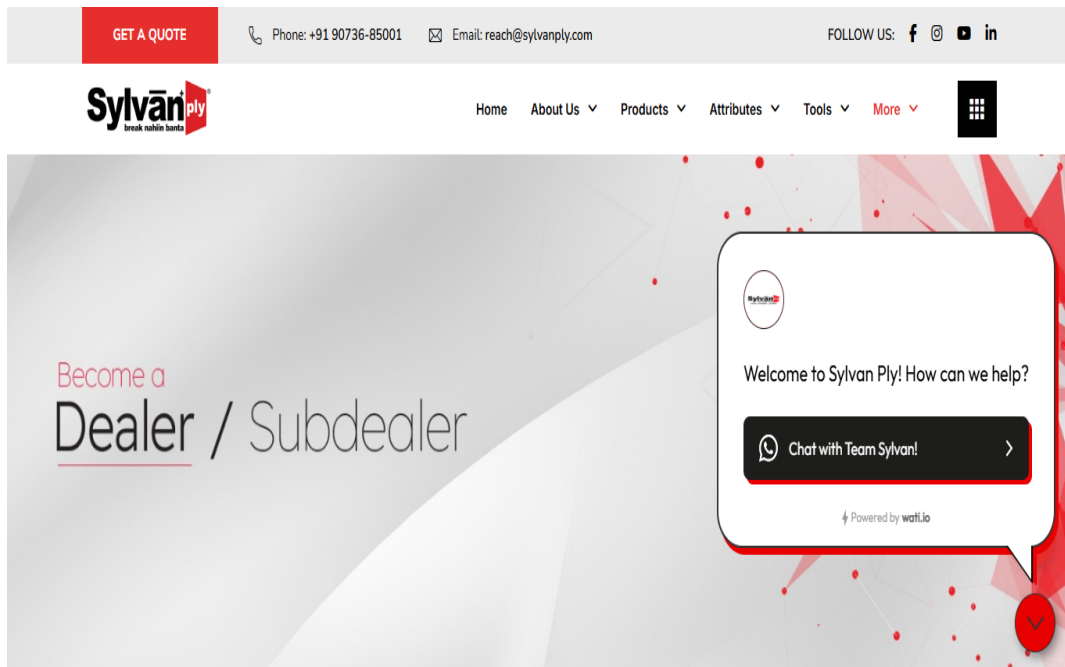 GET A QUOTE
Phone: +91 90736-85001
Email: reach@sylvanply.com
FOLLOW US:
Sylvān ply
break nahiin banta
Home About Us Products Attributes Tools More
Become a
Dealer / Subdealer
Sylvān
Welcome to Sylvan Ply! How can we help?
Chat with Team Sylvan!
Powered by wati.io